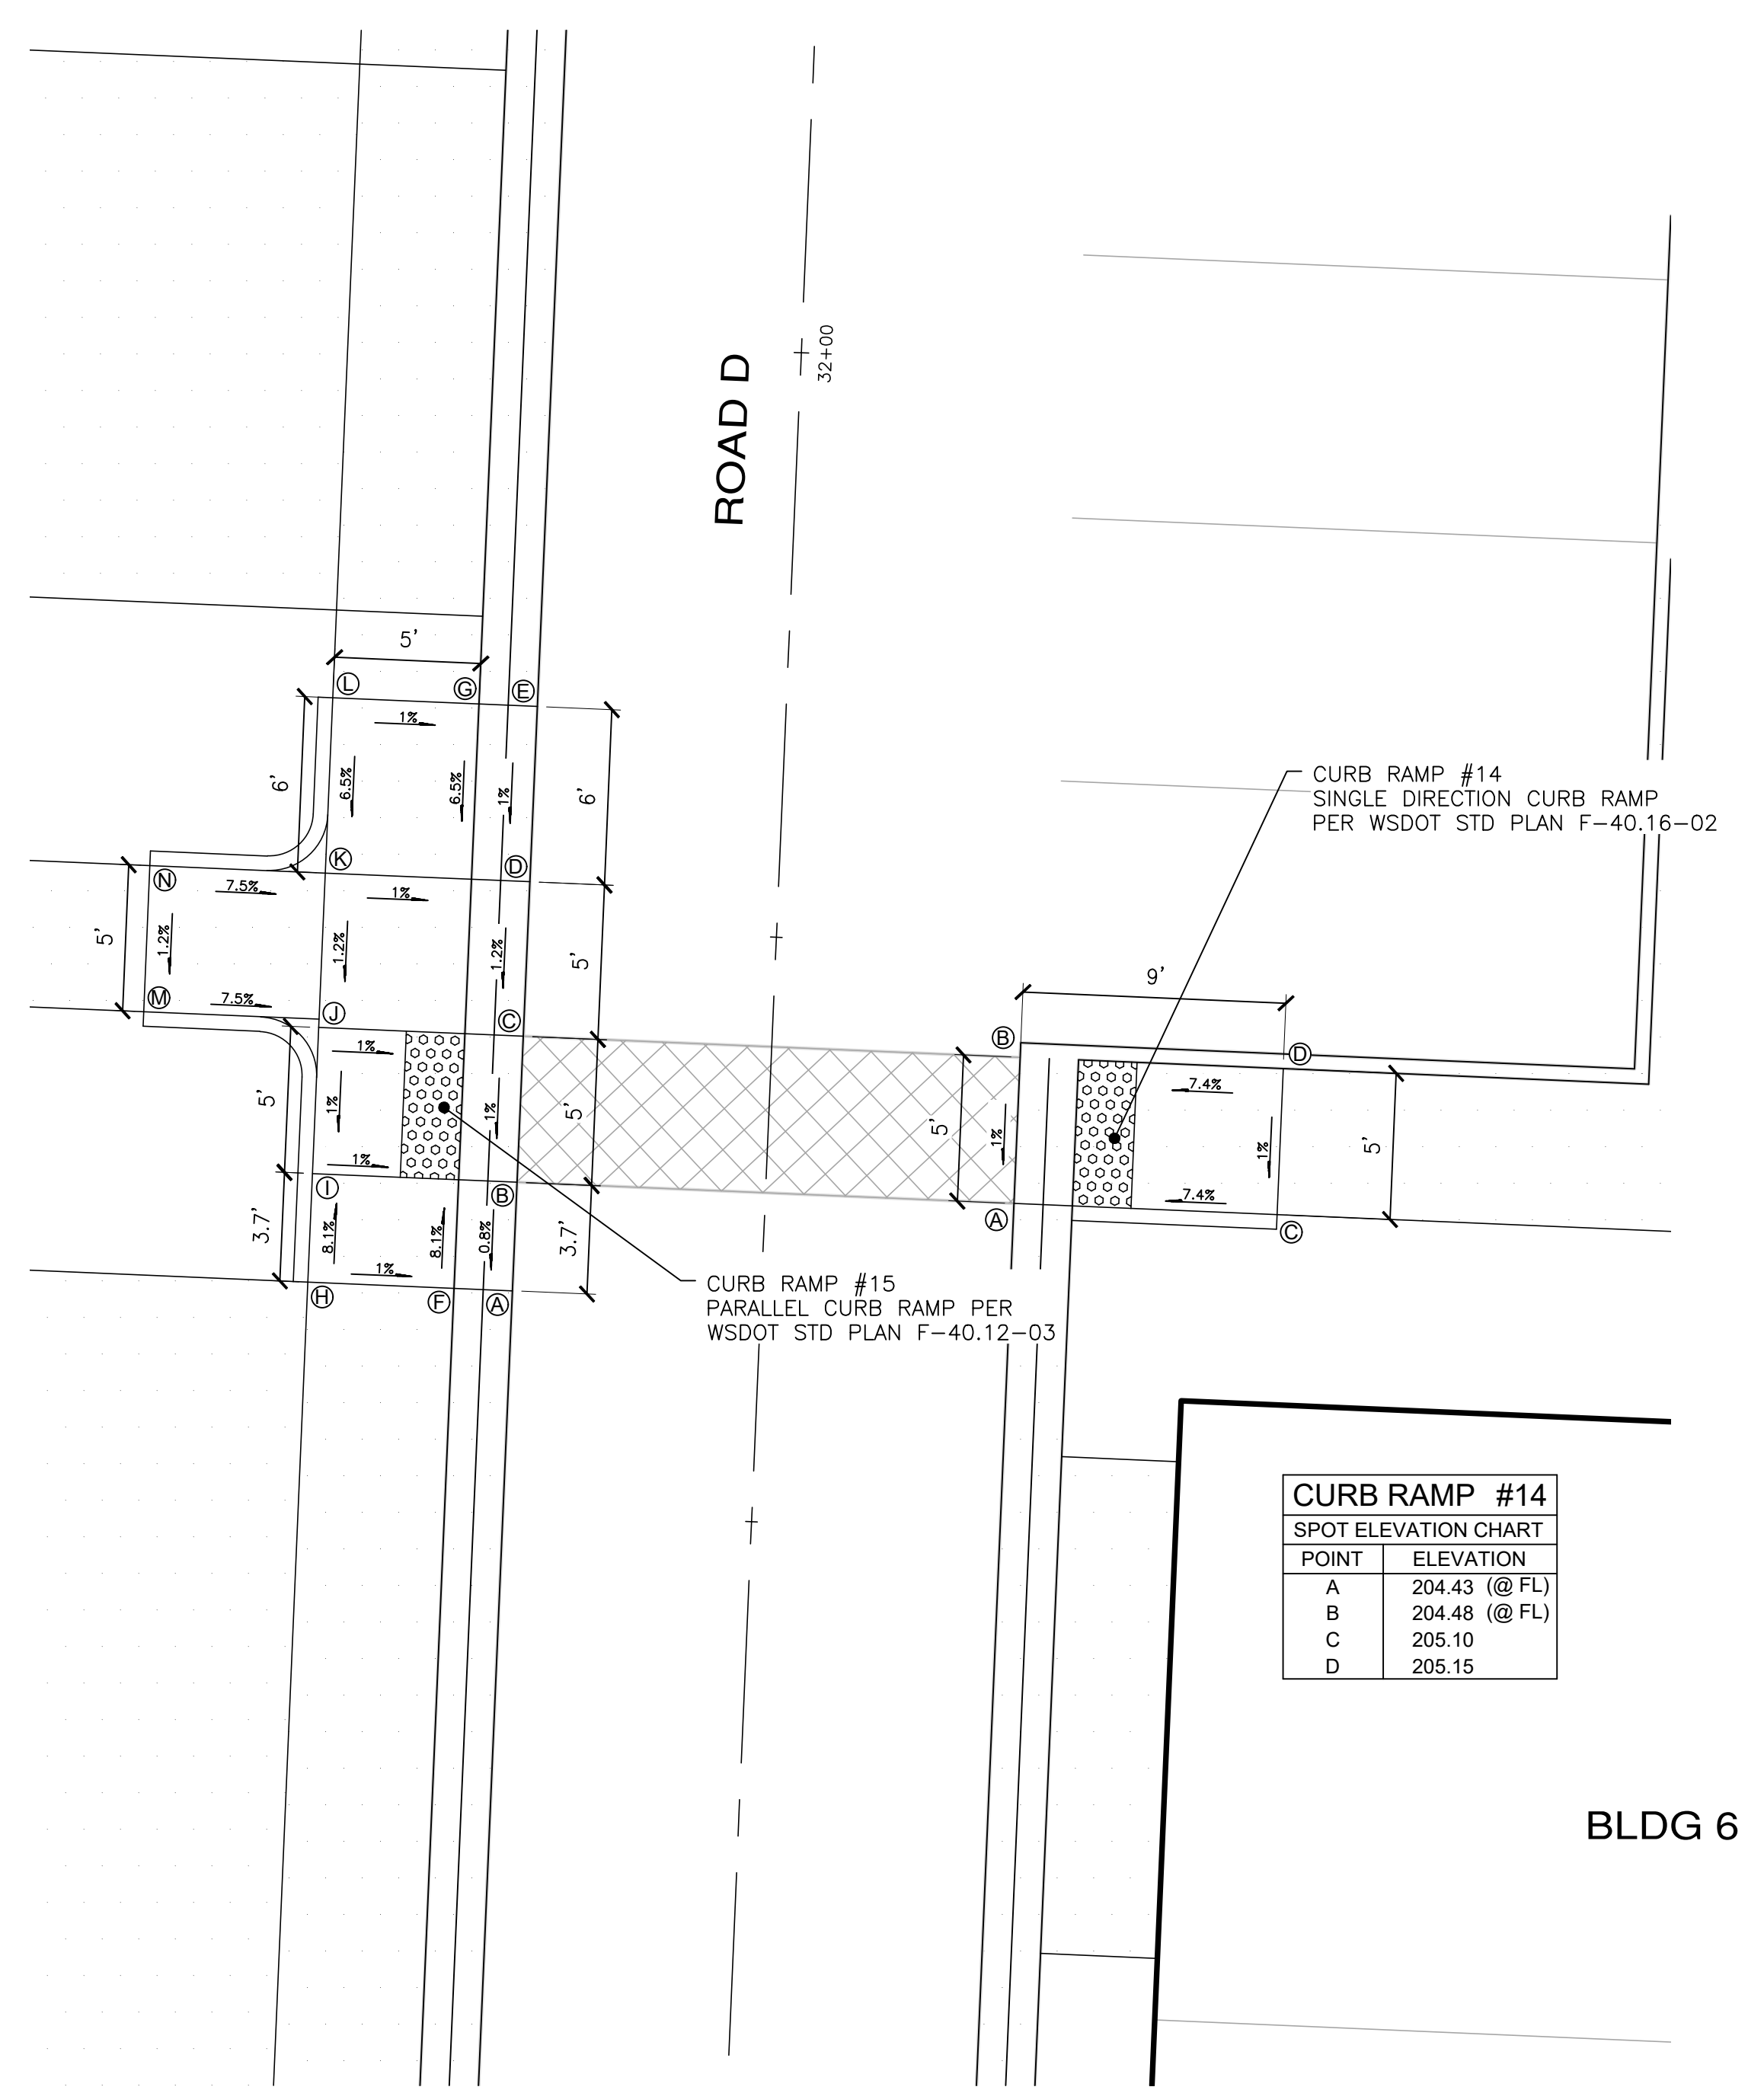 ROAD D
32+00
5'
L
G
E
1%
6'
6.5%
6.5%
1%
6'
K
D
N
7.5%
1%
5'
1.2%
1.2%
1.2%
5'
M
7.5%
J
C
1%
5'
1%
1%
5'
1%
I
B
3.7'
8.1%
8.1%
0.8%
3.7'
1%
H
F
A
CURB RAMP #15
PARALLEL CURB RAMP PER
WSDOT STD PLAN F-40.12-03
CURB RAMP #14
SINGLE DIRECTION CURB RAMP
PER WSDOT STD PLAN F-40.16-02
9'
B
D
7.4%
5'
1%
1%
5'
7.4%
A
C
CURB RAMP #14
SPOT ELEVATION CHART
POINT ELEVATION
A 204.43 (@ FL)
B 204.48 (@ FL)
C 205.10
D 205.15
BLDG 6